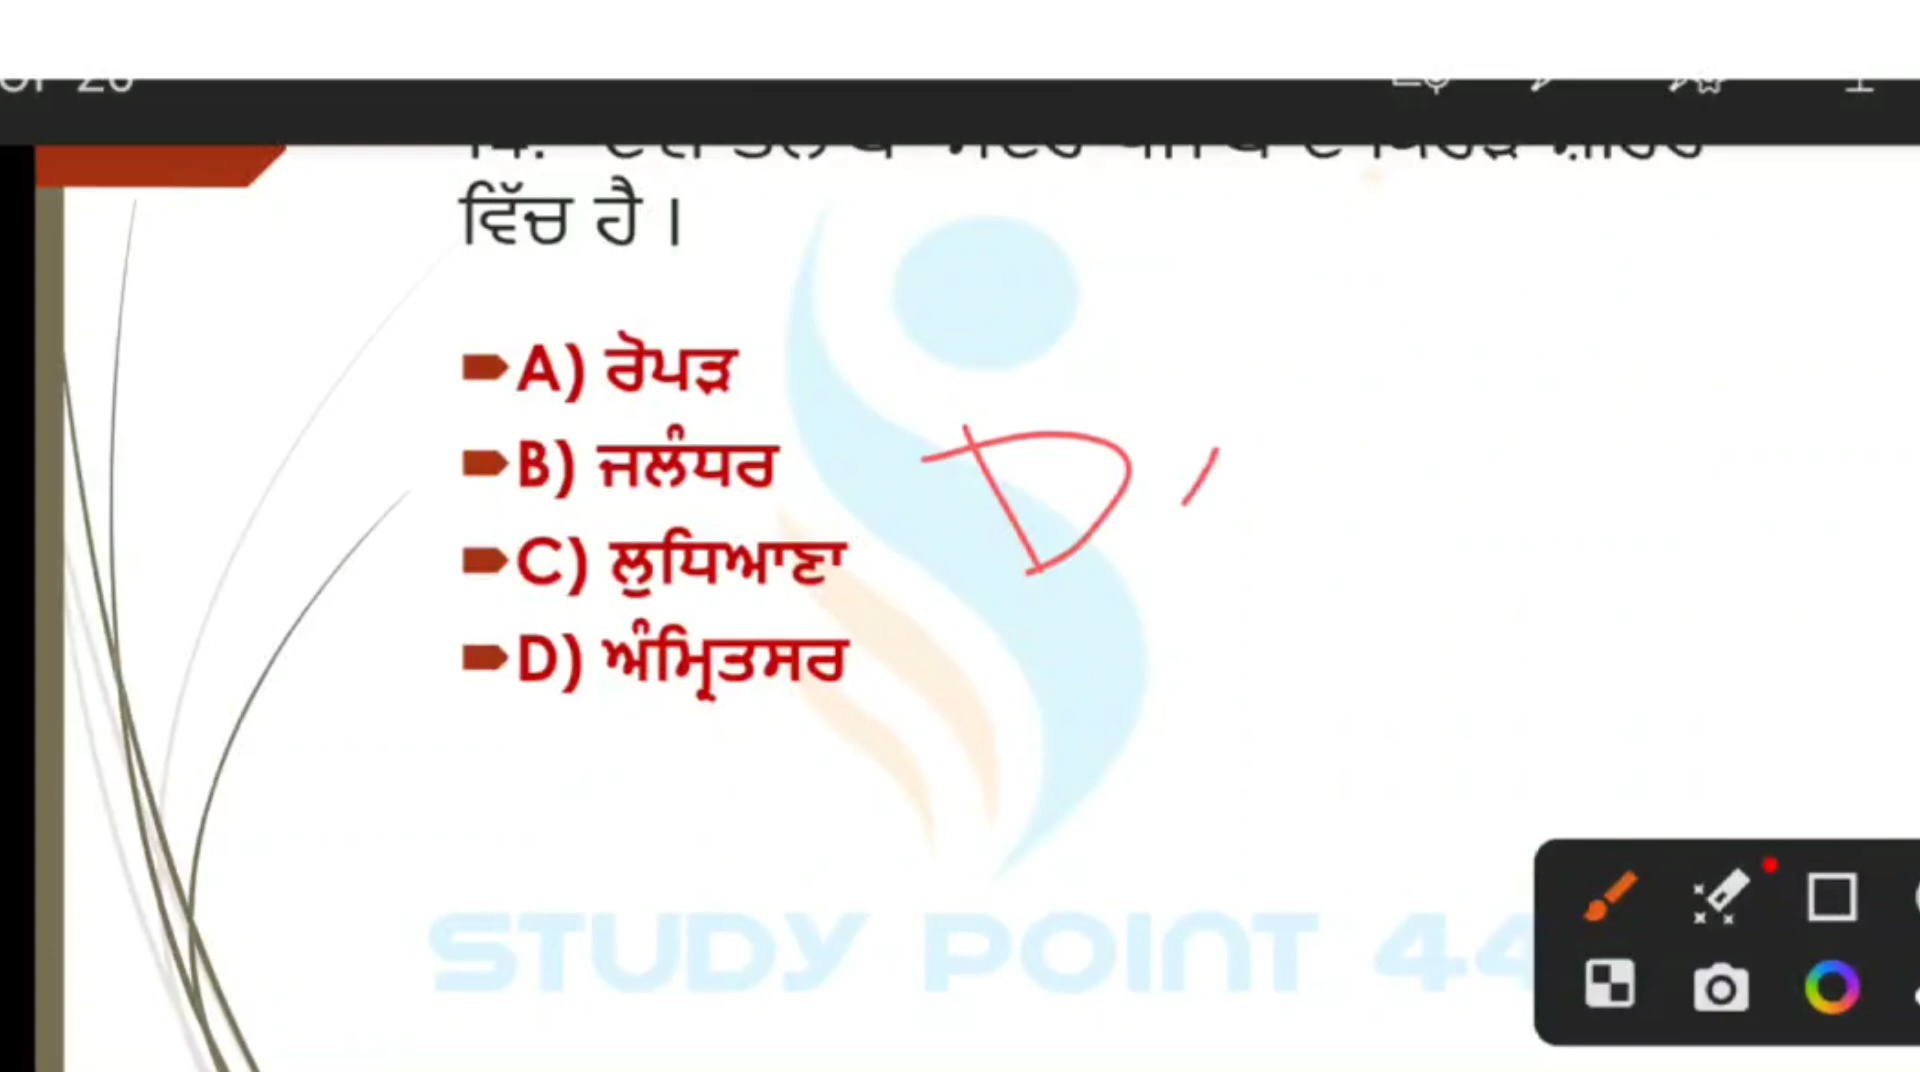 ਵਿੱਚ ਹੈ ।
A) ਰੋਪੜ
B) ਜਲੰਧਰ
C) ਲੁਧਿਆਣਾ
D) ਅੰਮ੍ਰਿਤਸਰ
D
STUDY POINT 44